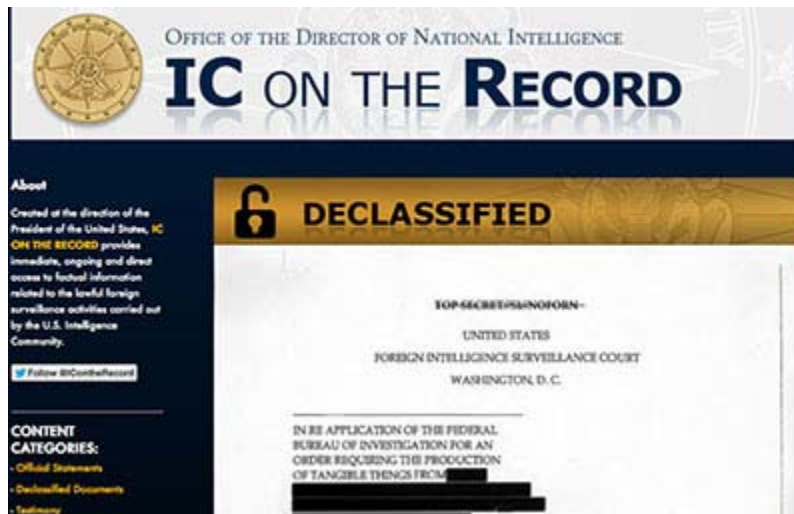 OFFICE OF THE DIRECTOR OF NATIONAL INTELLIGENCE
IC ON THE RECORD
About
Created at the direction of the
President of the United States, IC
ON THE RECORD provides
immediate, ongoing and direct
access to factual information
related to the lawful foreign
surveillance activities carried out
by the U.S. Intelligence
Community.
Follow @IContheRecord
CONTENT
CATEGORIES:
- Official Statements
- Declassified Documents
- Testimony
DECLASSIFIED
TOP SECRET//SI//NOFORN
UNITED STATES
FOREIGN INTELLIGENCE SURVEILLANCE COURT
WASHINGTON, D. C.
IN RE APPLICATION OF THE FEDERAL
BUREAU OF INVESTIGATION FOR AN
ORDER REQUIRING THE PRODUCTION
OF TANGIBLE THINGS FROM